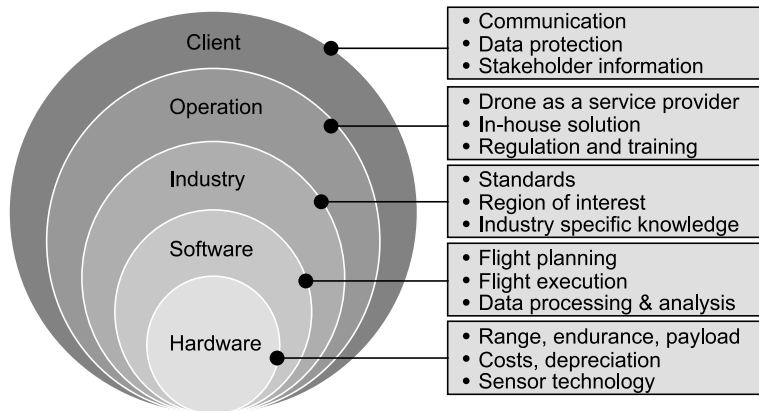 Client
• Communication
• Data protection
• Stakeholder information
Operation
• Drone as a service provider
• In-house solution
• Regulation and training
Industry
• Standards
• Region of interest
• Industry specific knowledge
Software
• Flight planning
• Flight execution
• Data processing & analysis
Hardware
• Range, endurance, payload
• Costs, depreciation
• Sensor technology